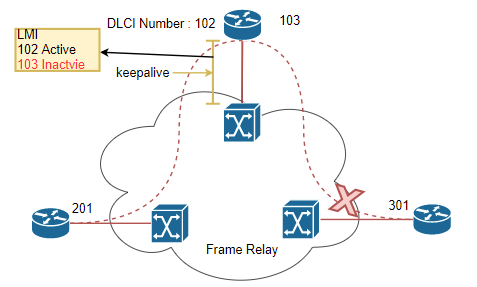 DLCI Number : 102
103
LMI
102 Active
103 Inactvie
keepalive
201
301
Frame Relay